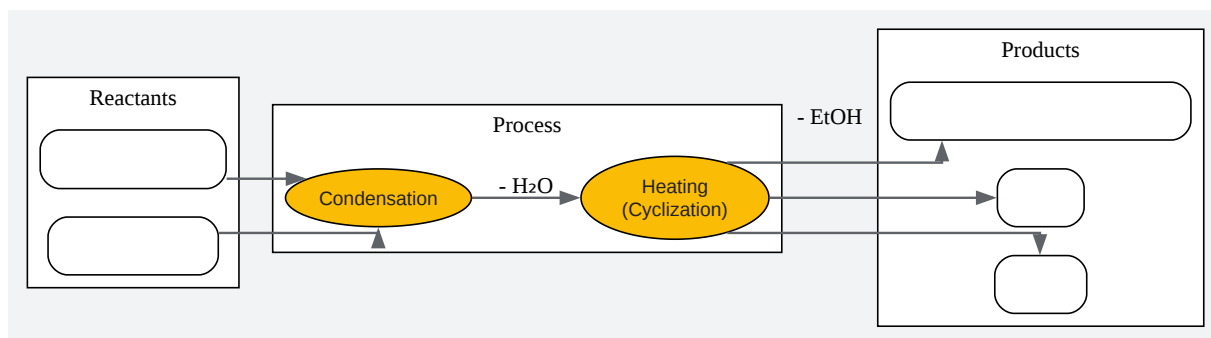 Reactants
Process
Products
Condensation
- H₂O
Heating
(Cyclization)
- EtOH